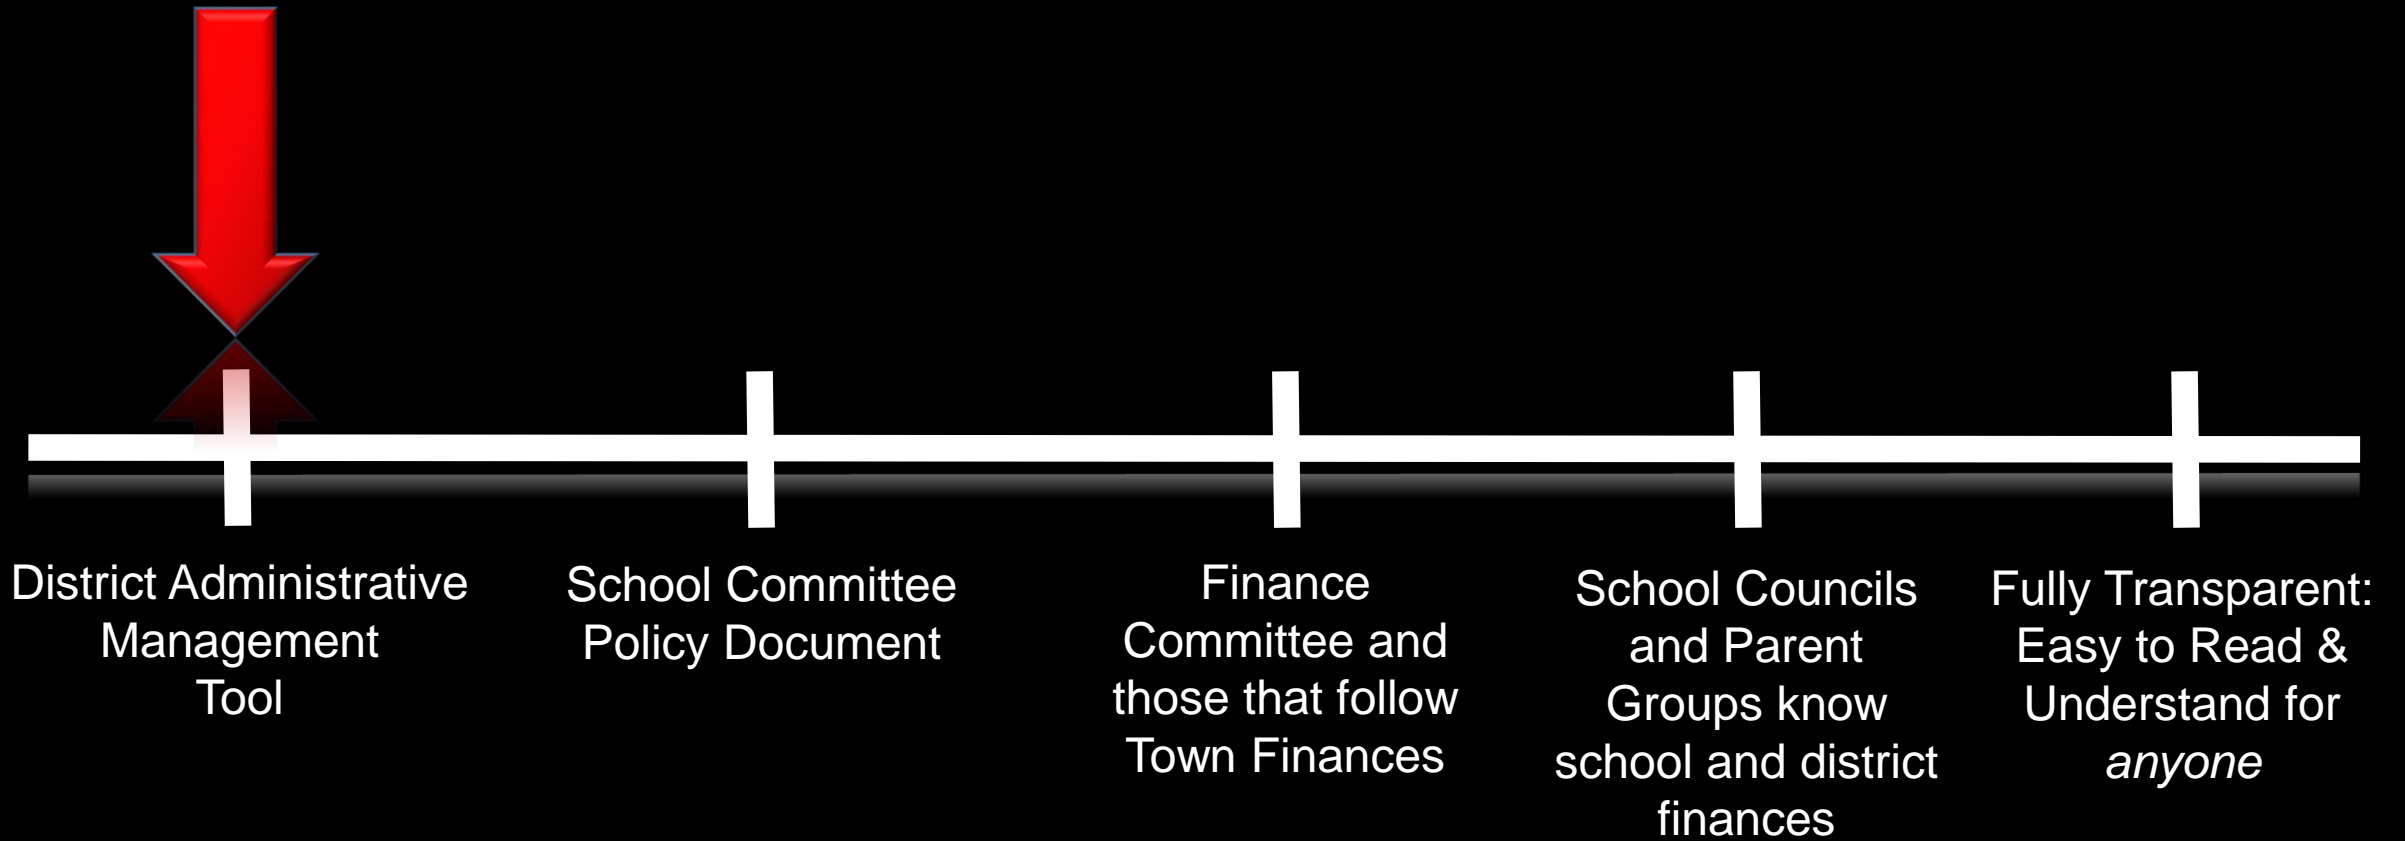 District Administrative
Management
Tool
School Committee
Policy Document
Finance
Committee and
those that follow
Town Finances
School Councils
and Parent
Groups know
school and district
finances
Fully Transparent:
Easy to Read &
Understand for
anyone